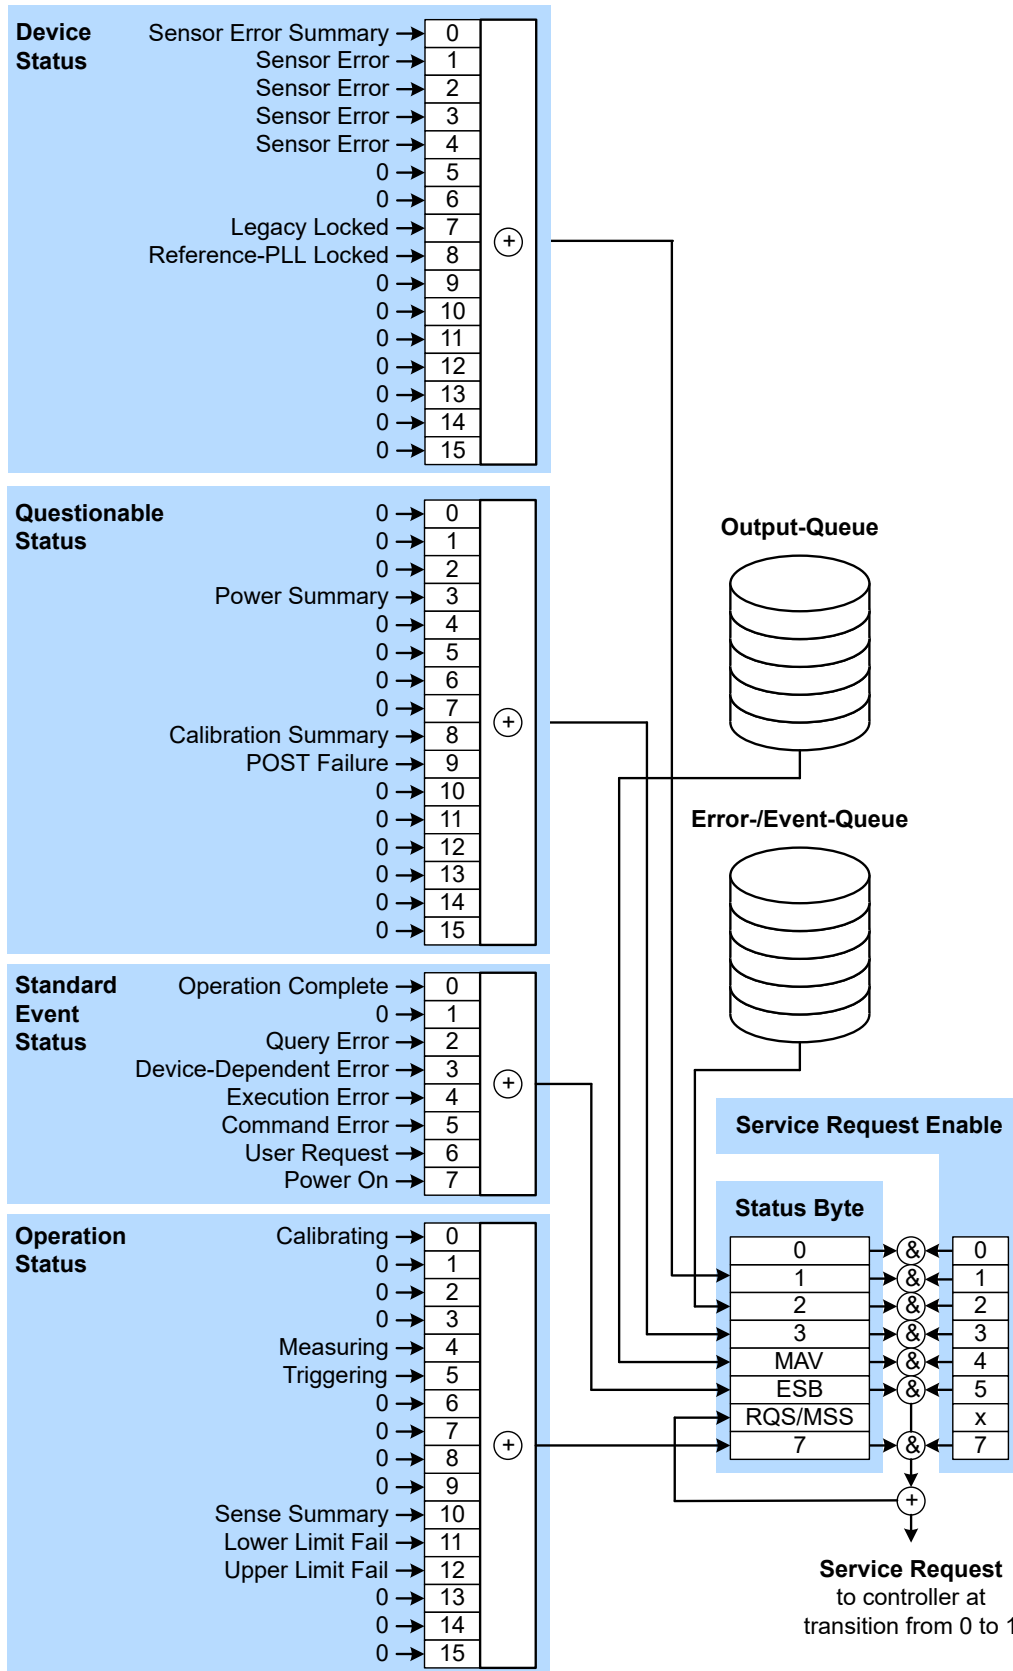 Device
Status
Sensor Error Summary 0
Sensor Error 1
Sensor Error 2
Sensor Error 3
Sensor Error 4
0 5
0 6
Legacy Locked 7
Reference-PLL Locked 8
0 9
0 10
0 11
0 12
0 13
0 14
0 15
+
Questionable
Status
0 0
0 1
0 2
Power Summary 3
0 4
0 5
0 6
0 7
Calibration Summary 8
POST Failure 9
0 10
0 11
0 12
0 13
0 14
0 15
+
Output-Queue
Error-/Event-Queue
Standard
Event
Status
Operation Complete 0
0 1
Query Error 2
Device-Dependent Error 3
Execution Error 4
Command Error 5
User Request 6
Power On 7
+
Operation
Status
Calibrating 0
0 1
0 2
0 3
Measuring 4
Triggering 5
0 6
0 7
0 8
0 9
Sense Summary 10
Lower Limit Fail 11
Upper Limit Fail 12
0 13
0 14
0 15
+
Service Request Enable
Status Byte
0 & 0
1 & 1
2 & 2
3 & 3
MAV & 4
ESB & 5
RQS/MSS x
7 & 7
+
Service Request
to controller at
transition from 0 to 1